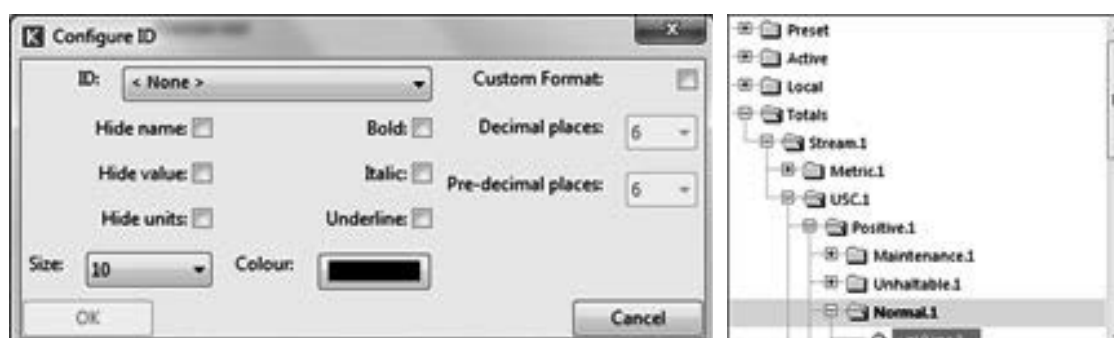 Configure ID
ID: < None >
Custom Format:
Hide name:
Bold:
Decimal places: 6
Hide value:
Italic:
Pre-decimal places: 6
Hide units:
Underline:
Size: 10
Colour:
OK
Cancel
Preset
Active
Local
Totals
Stream.1
Metric.1
USC.1
Positive.1
Maintenance.1
Unhaltable.1
Normal.1